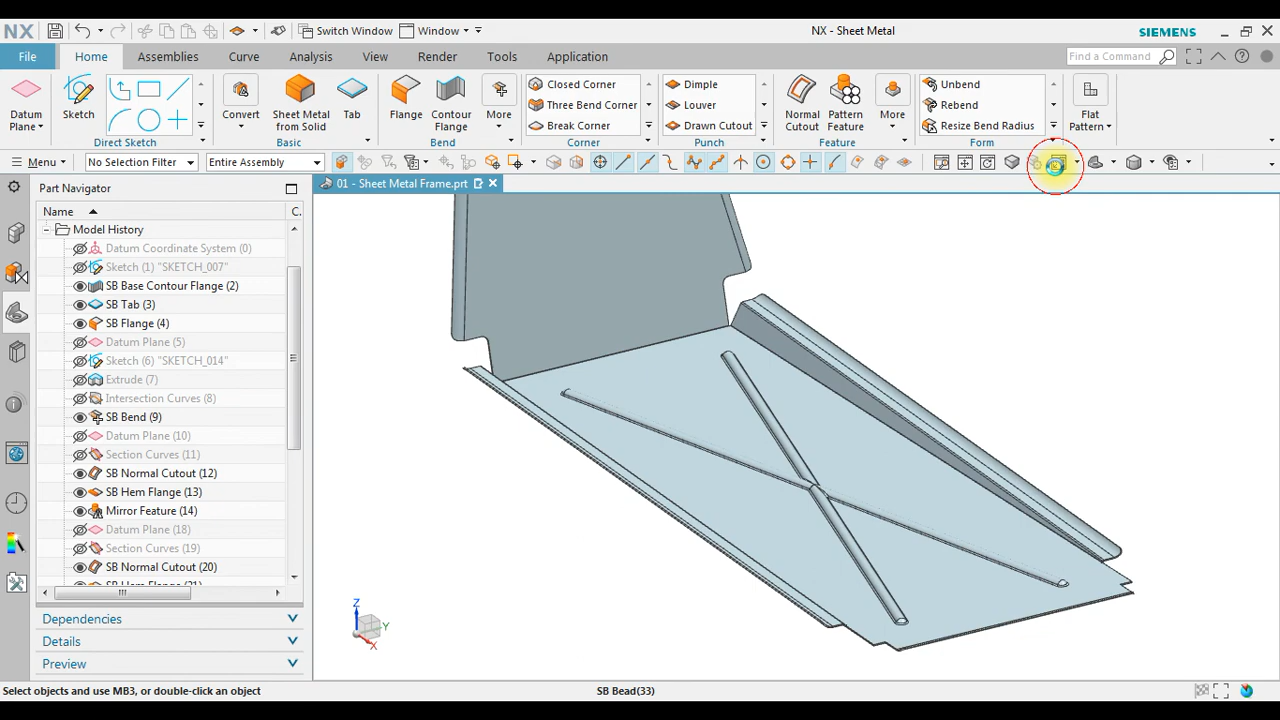 NX Switch Window Window NX - Sheet Metal SIEMENS
File Home Assemblies Curve Analysis View Render Tools Application Find a Command
Datum Plane Sketch Direct Sketch
Convert Sheet Metal from Solid Tab Basic
Flange Contour Flange More Bend
Closed Corner
Three Bend Corner
Break Corner
Corner
Dimple
Louver
Drawn Cutout
Punch
Normal Cutout Pattern Feature More Feature
Unbend
Rebend
Resize Bend Radius
Form
Flat Pattern
Menu No Selection Filter Entire Assembly
Part Navigator
01 - Sheet Metal Frame.prt
Name C.
Model History
Datum Coordinate System (0)
Sketch (1) "SKETCH_007"
SB Base Contour Flange (2)
SB Tab (3)
SB Flange (4)
Datum Plane (5)
Sketch (6) "SKETCH_014"
Extrude (7)
Intersection Curves (8)
SB Bend (9)
Datum Plane (10)
Section Curves (11)
SB Normal Cutout (12)
SB Hem Flange (13)
Mirror Feature (14)
Datum Plane (18)
Section Curves (19)
SB Normal Cutout (20)
SB Hem Flange (21)
Dependencies
Details
Preview
Z
Y
X
Select objects and use MB3, or double-click an object SB Bead(33)